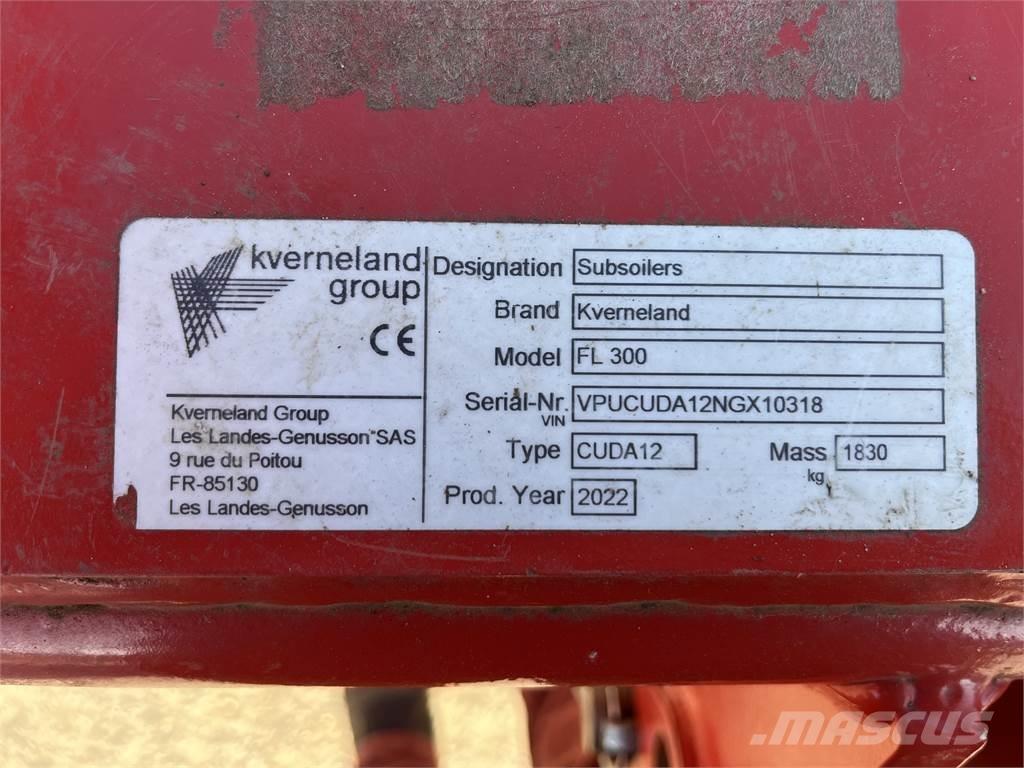 kverneland
group
CE
Kverneland Group
Les Landes-Genusson SAS
9 rue du Poitou
FR-85130
Les Landes-Genusson
Designation Subsoilers
Brand Kverneland
Model FL 300
Serial-Nr. VPUCUDA12NGX10318
VIN
Type CUDA12 Mass 1830
kg
Prod. Year 2022
MASCUS